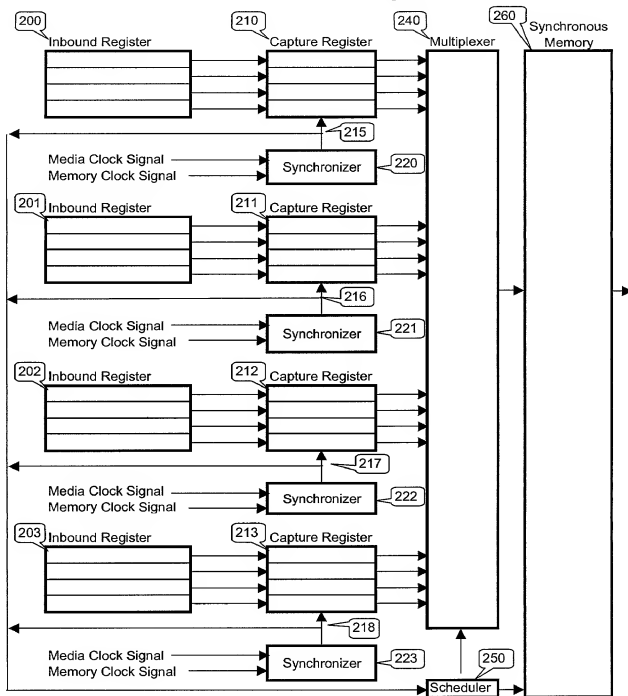 200 210 240 260
Synchronous
Memory
Inbound Register Capture Register Multiplexer
215
Media Clock Signal
Memory Clock Signal
Synchronizer 220
201 211
Inbound Register Capture Register
216
Media Clock Signal
Memory Clock Signal
Synchronizer 221
202 212
Inbound Register Capture Register
217
Media Clock Signal
Memory Clock Signal
Synchronizer 222
203 213
Inbound Register Capture Register
218
Media Clock Signal
Memory Clock Signal
Synchronizer 223
250
Scheduler